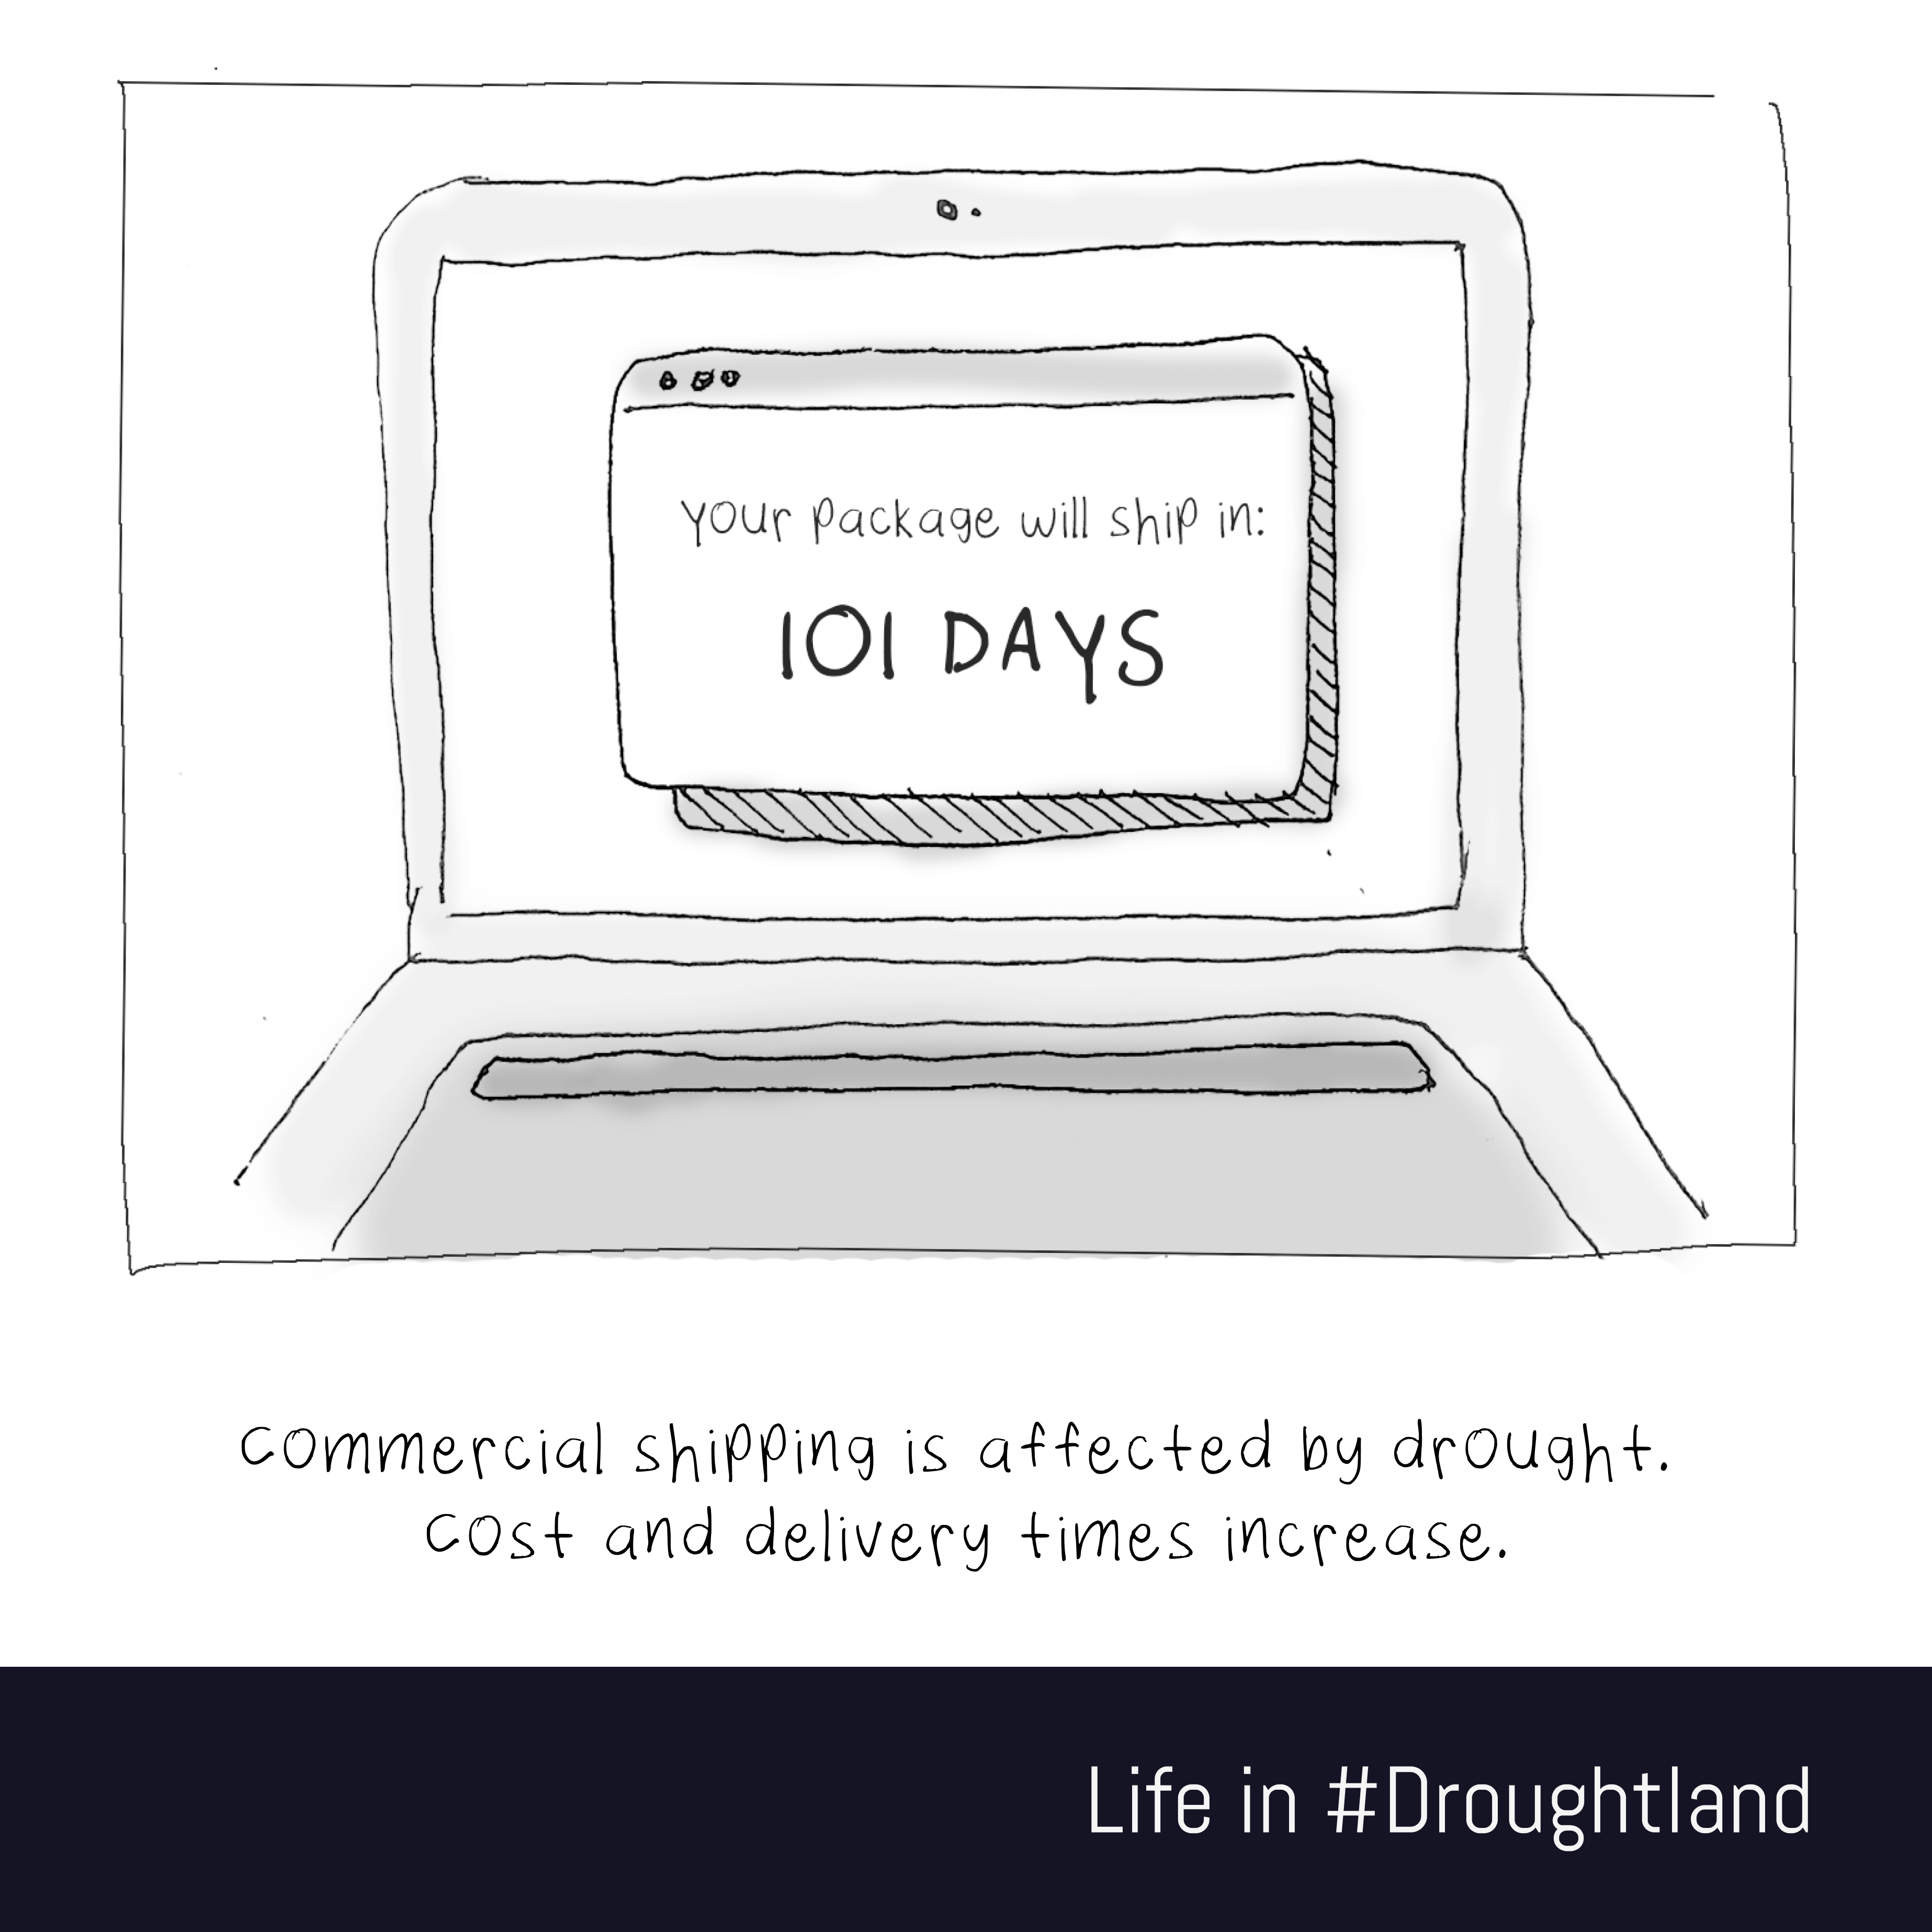 Your package will ship in:
101 DAYS
Commercial shipping is affected by drought.
Cost and delivery times increase.
Life in #Droughtland